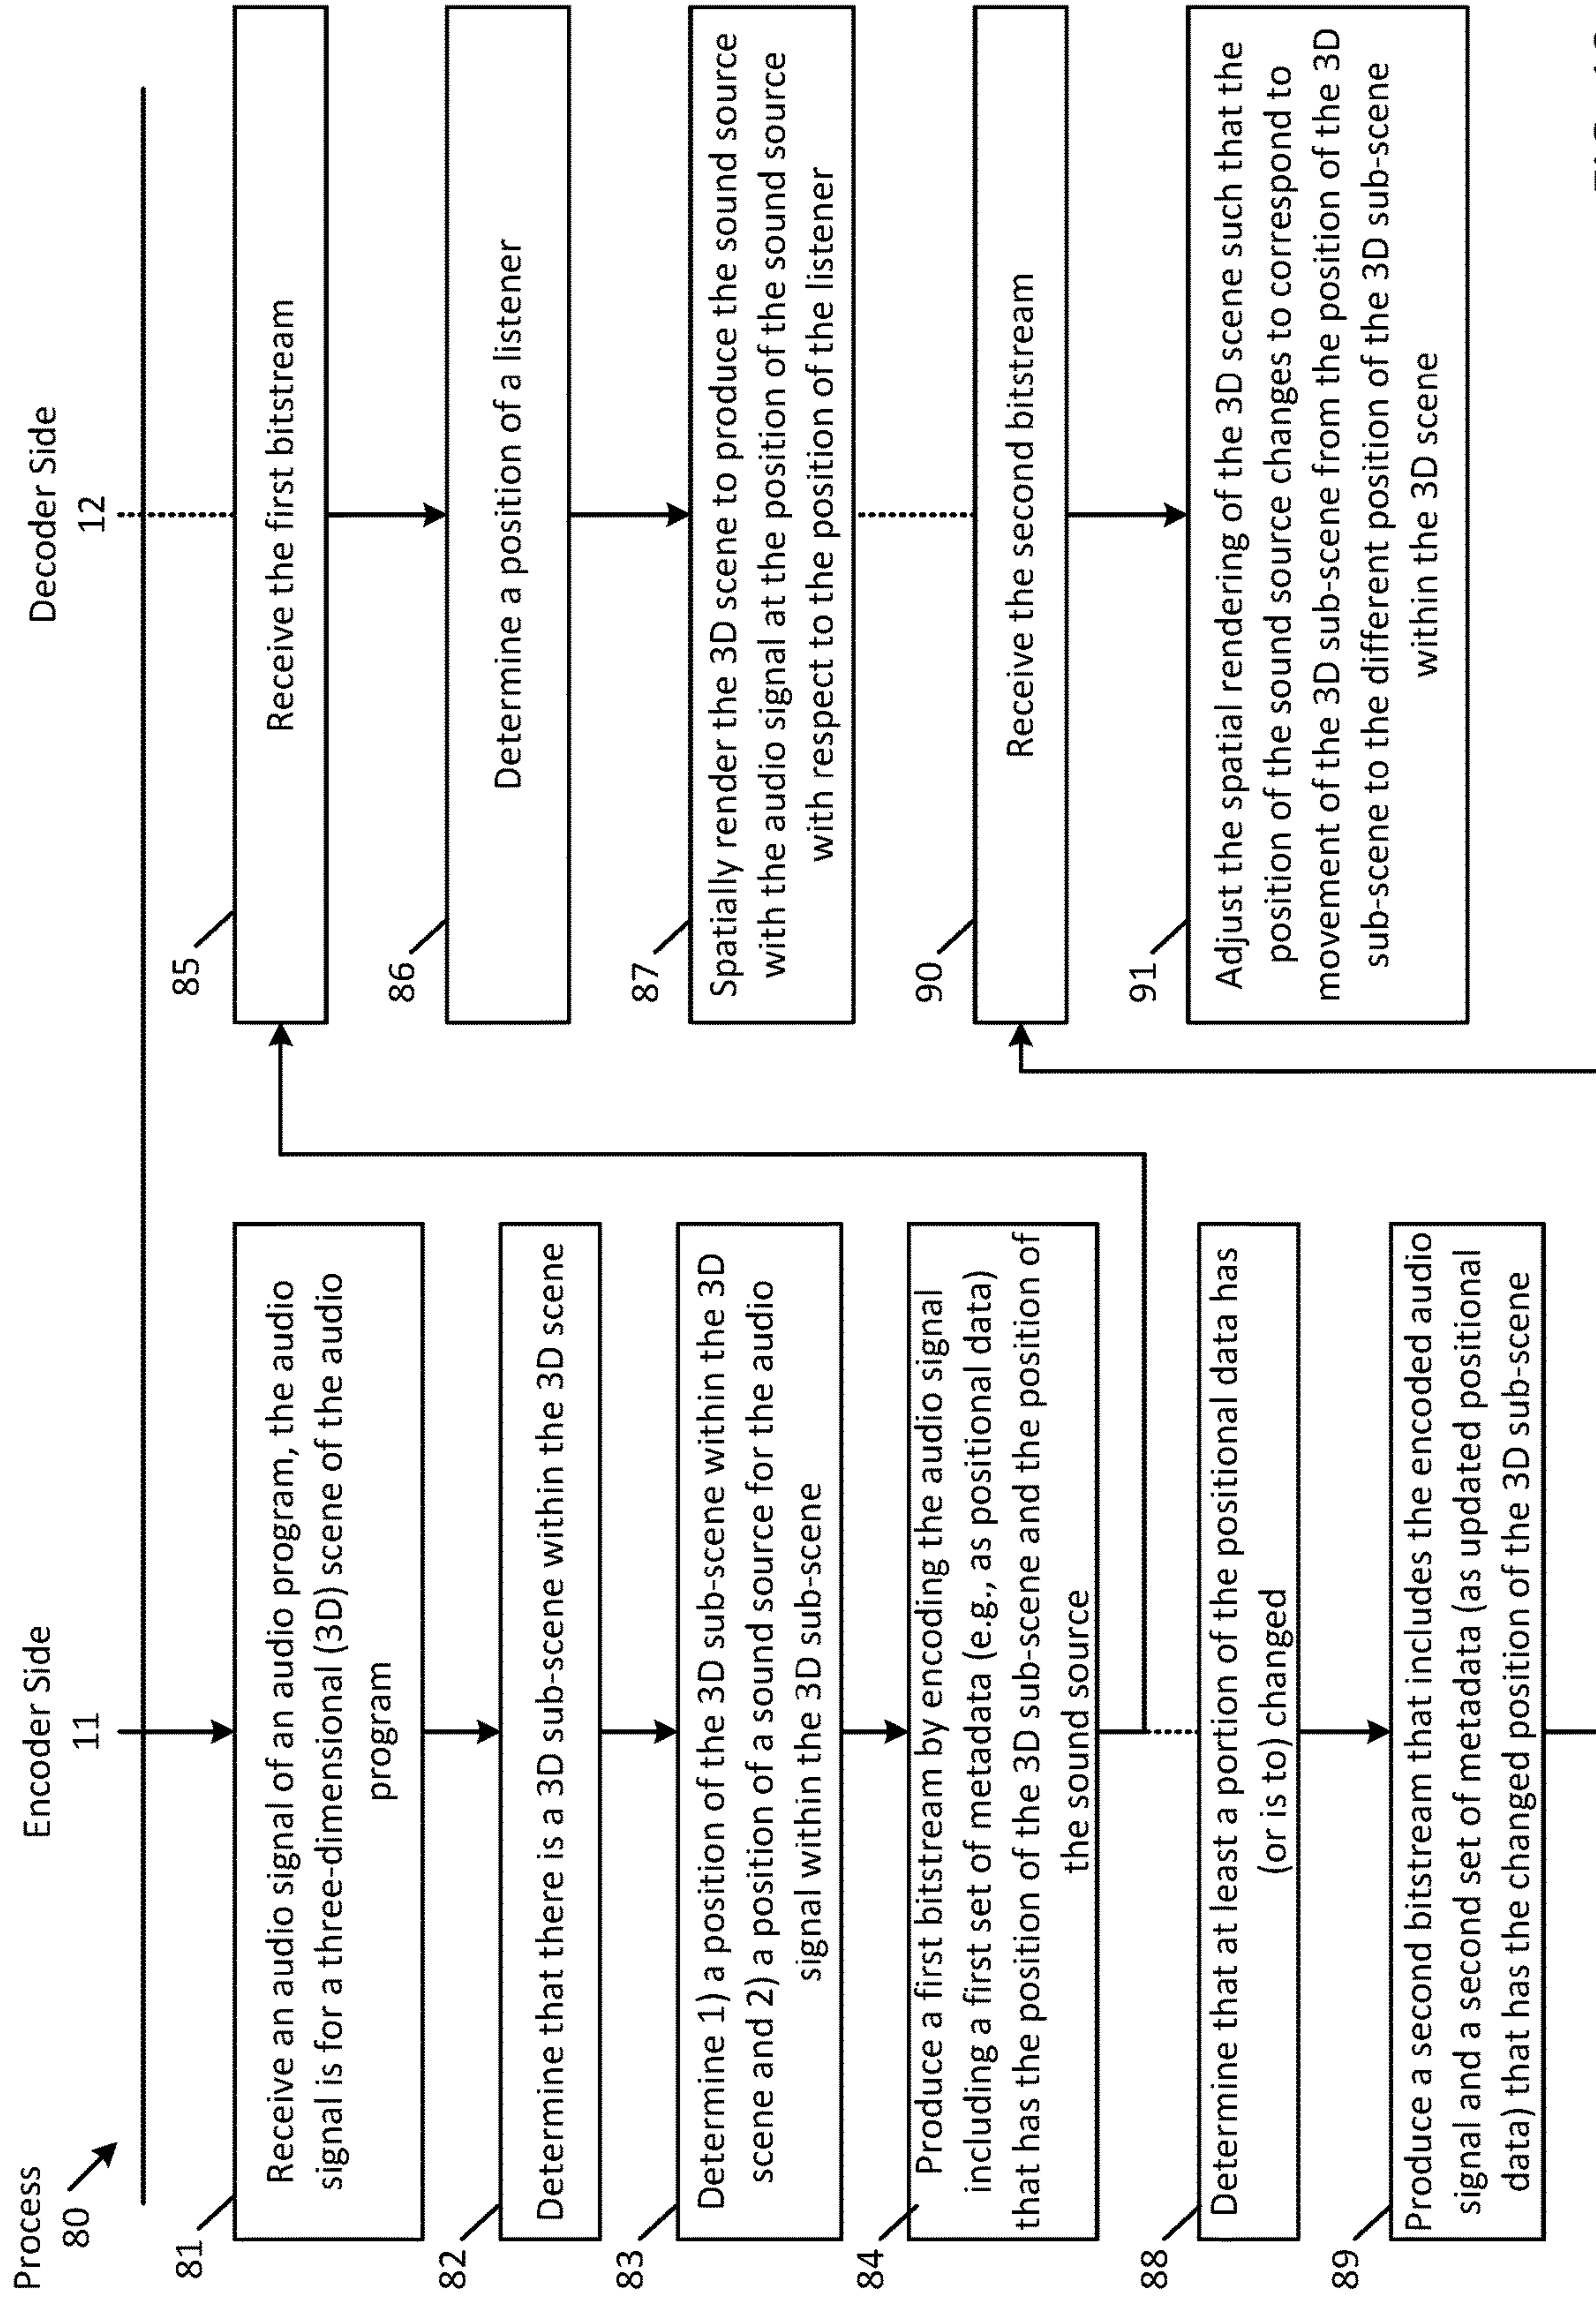 Process
80
Encoder Side
11
Decoder Side
12
81
Receive an audio signal of an audio program, the audio
signal is for a three-dimensional (3D) scene of the audio
program
82
Determine that there is a 3D sub-scene within the 3D scene
83
Determine 1) a position of the 3D sub-scene within the 3D
scene and 2) a position of a sound source for the audio
signal within the 3D sub-scene
84
Produce a first bitstream by encoding the audio signal
including a first set of metadata (e.g., as positional data)
that has the position of the 3D sub-scene and the position of
the sound source
88
Determine that at least a portion of the positional data has
(or is to) changed
89
Produce a second bitstream that includes the encoded audio
signal and a second set of metadata (as updated positional
data) that has the changed position of the 3D sub-scene
85
Receive the first bitstream
86
Determine a position of a listener
87
Spatially render the 3D scene to produce the sound source
with the audio signal at the position of the sound source
with respect to the position of the listener
90
Receive the second bitstream
91
Adjust the spatial rendering of the 3D scene such that the
position of the sound source changes to correspond to
movement of the 3D sub-scene from the position of the 3D
sub-scene to the different position of the 3D sub-scene
within the 3D scene